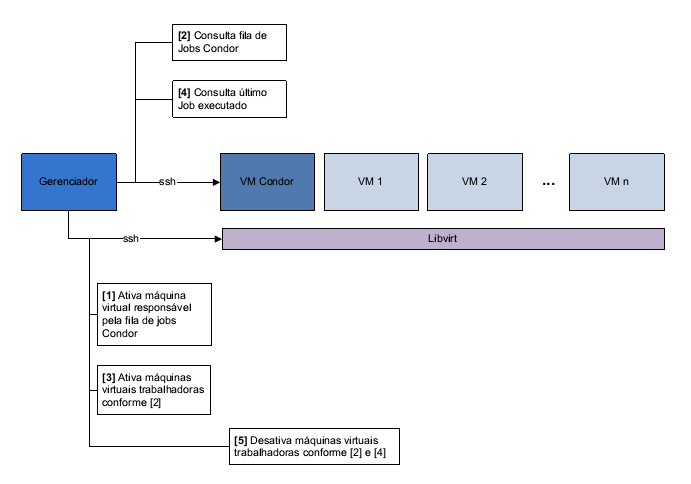 [2] Consulta fila de
Jobs Condor
[4] Consulta último
Job executado
Gerenciador
ssh
VM Condor
VM 1
VM 2
...
VM n
ssh
Libvirt
[1] Ativa máquina
virtual responsável
pela fila de jobs
Condor
[3] Ativa máquinas
virtuais trabalhadoras
conforme [2]
[5] Desativa máquinas virtuais
trabalhadoras conforme [2] e [4]